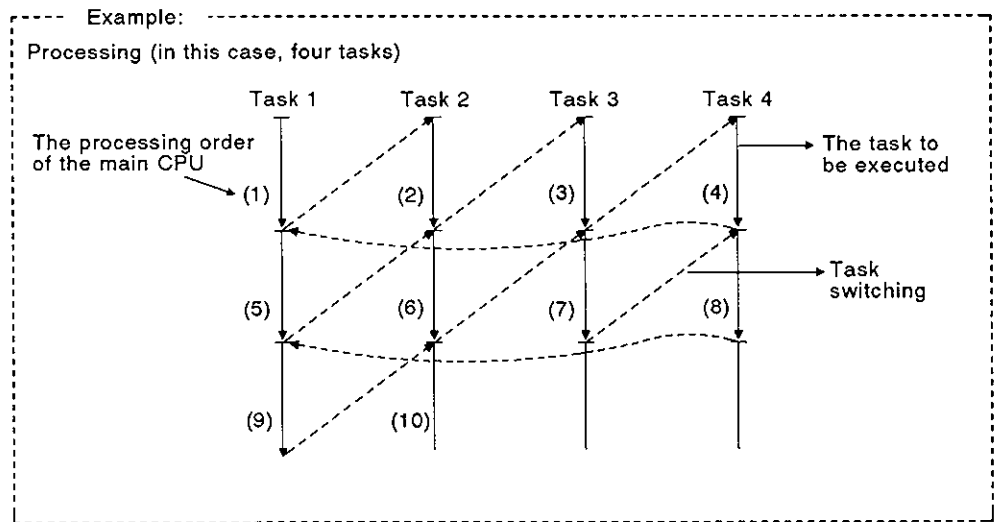 Example:
Processing (in this case, four tasks)
Task 1 Task 2 Task 3 Task 4
The processing order
of the main CPU
The task to
be executed
(1) (2) (3) (4)
Task
switching
(5) (6) (7) (8)
(9) (10)